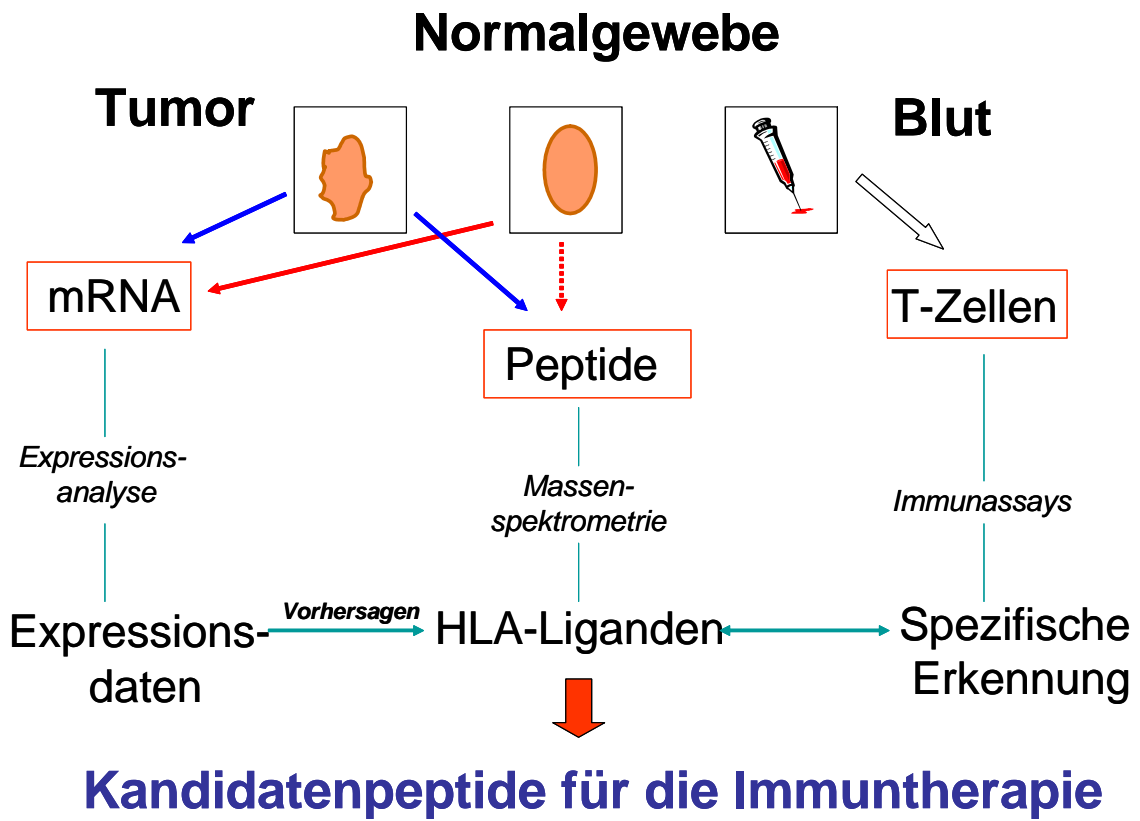 Normalgewebe
Tumor
Blut
mRNA
T-Zellen
Peptide
Expressions-
analyse
Massen-
spektrometrie
Immunassays
Expressions-
daten
Vorhersagen
HLA-Liganden
Spezifische
Erkennung
Kandidatenpeptide für die Immuntherapie